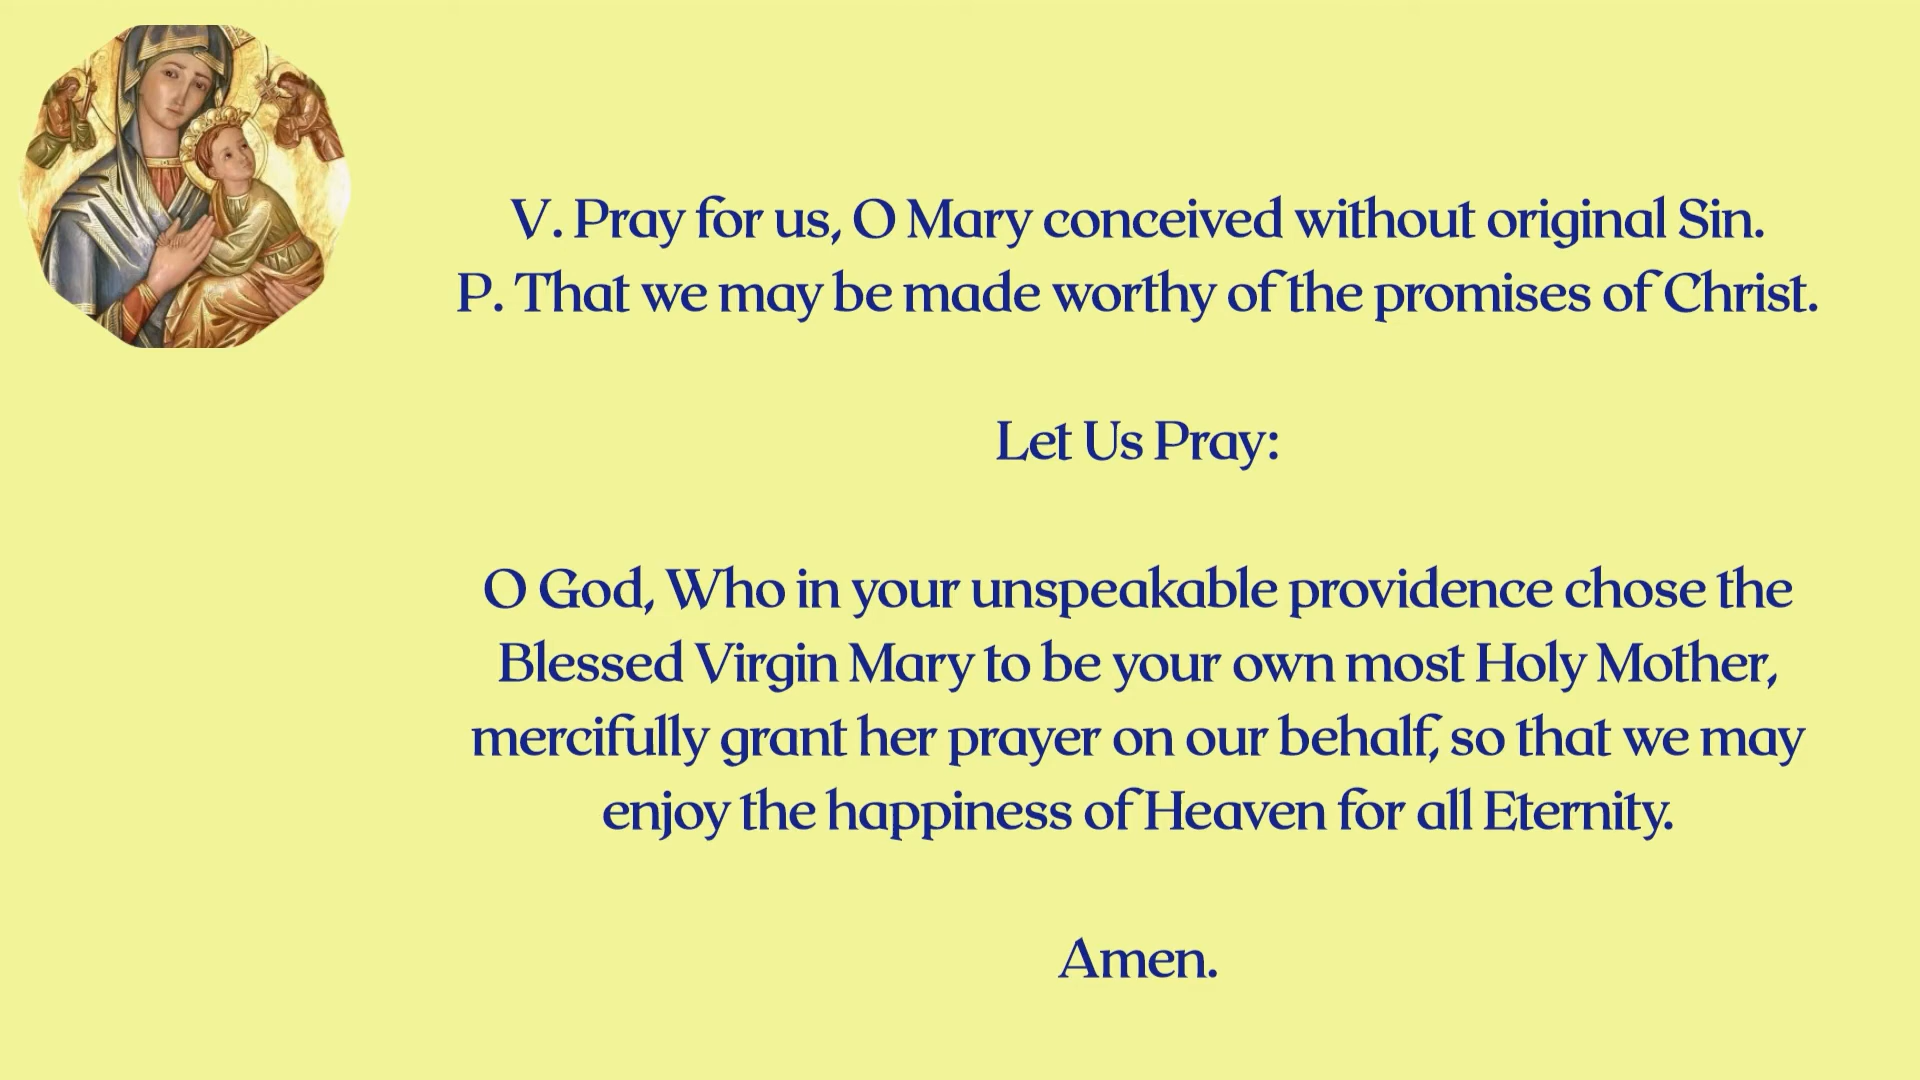 V. Pray for us, O Mary conceived without original Sin.
P. That we may be made worthy of the promises of Christ.
Let Us Pray:
O God, Who in your unspeakable providence chose the
Blessed Virgin Mary to be your own most Holy Mother,
mercifully grant her prayer on our behalf, so that we may
enjoy the happiness of Heaven for all Eternity.
Amen.